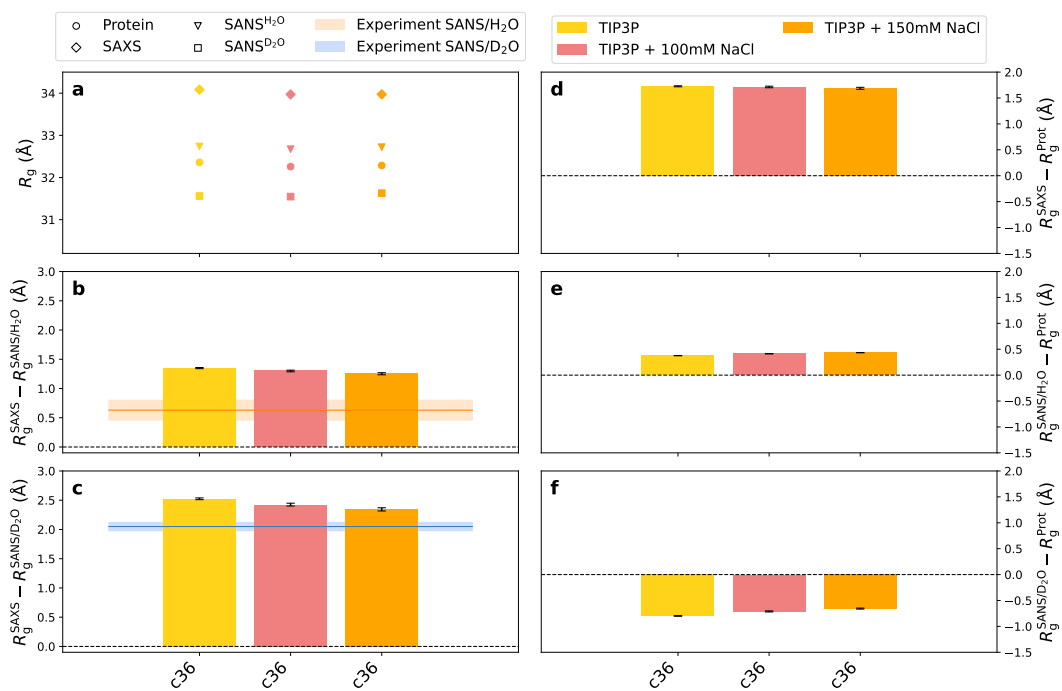 Protein
SAXS
SANS^H₂O
SANS^D₂O
Experiment SANS/H₂O
Experiment SANS/D₂O
TIP3P
TIP3P + 100mM NaCl
TIP3P + 150mM NaCl
a
R_g (Å)
34
33
32
31
b
R_g^SAXS − R_g^SANS/H₂O (Å)
3.0
2.5
2.0
1.5
1.0
0.5
0.0
c
R_g^SAXS − R_g^SANS/D₂O (Å)
3.0
2.5
2.0
1.5
1.0
0.5
0.0
c36
c36
c36
d
2.0
1.5
1.0
0.5
0.0
−0.5
−1.0
−1.5
R_g^SAXS − R_g^Prot (Å)
e
2.0
1.5
1.0
0.5
0.0
−0.5
−1.0
−1.5
R_g^SANS/H₂O − R_g^Prot (Å)
f
2.0
1.5
1.0
0.5
0.0
−0.5
−1.0
−1.5
R_g^SANS/D₂O − R_g^Prot (Å)
c36
c36
c36